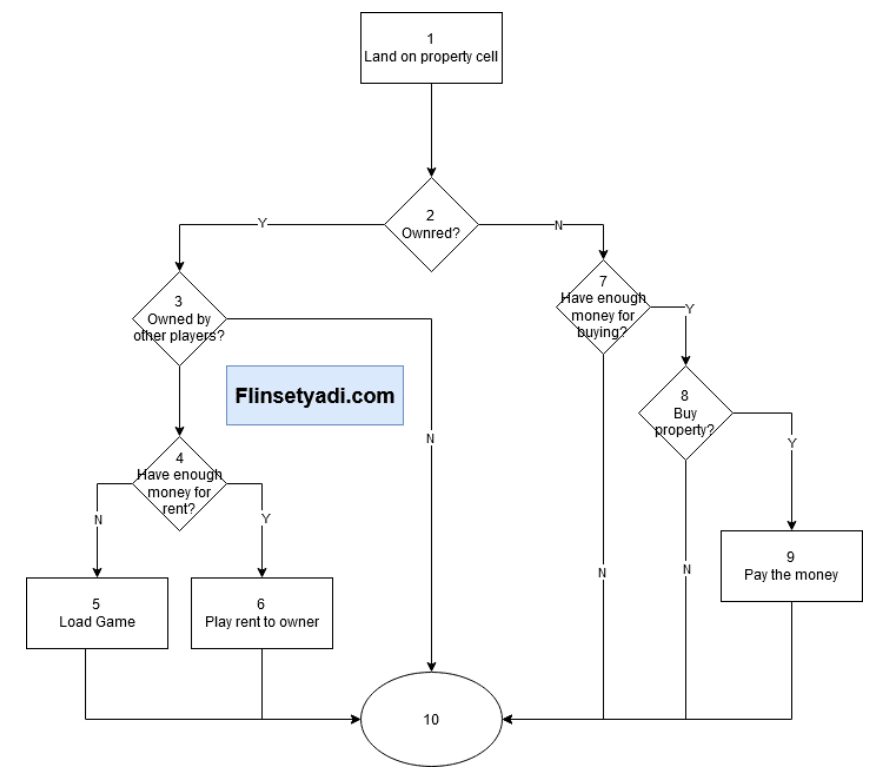 1
Land on property cell
2
Ownred?
Y
N
3
Owned by
other players?
7
Have enough
money for
buying?
Y
Flinsetyadi.com
8
Buy
property?
N
Y
4
Have enough
money for
rent?
N
Y
9
Pay the money
N
N
5
Load Game
6
Play rent to owner
10